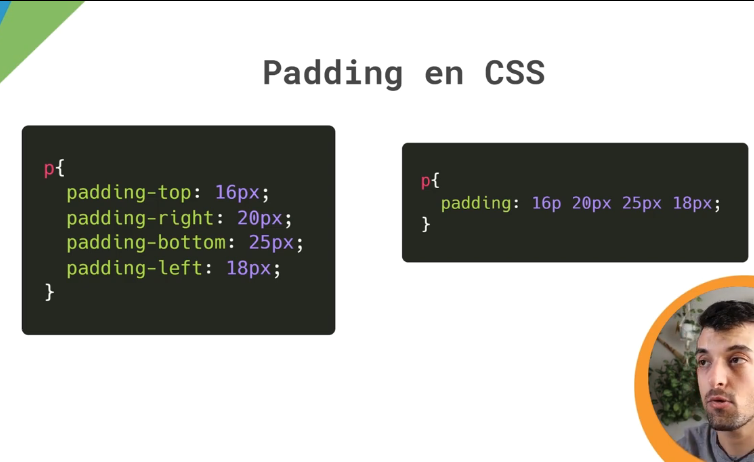 Padding en CSS
p{
padding-top: 16px;
padding-right: 20px;
padding-bottom: 25px;
padding-left: 18px;
}
p{
padding: 16p 20px 25px 18px;
}